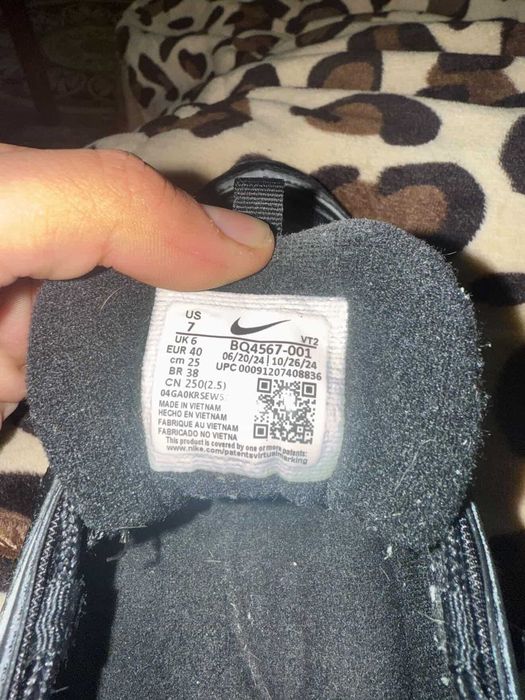 US
7
UK 6
EUR 40
cm 25
BR 38
CN 250(2.5)
VT2
BQ4567-001
06/20/24 | 10/26/24
UPC 00091207408836
MADE IN VIETNAM
HECHO EN VIETNAM
FABRIQUE AU VIETNAM
FABRICADO NO VIETNA
This product is covered by one of more patents:
www.nike.com/patentsvirtualmarking